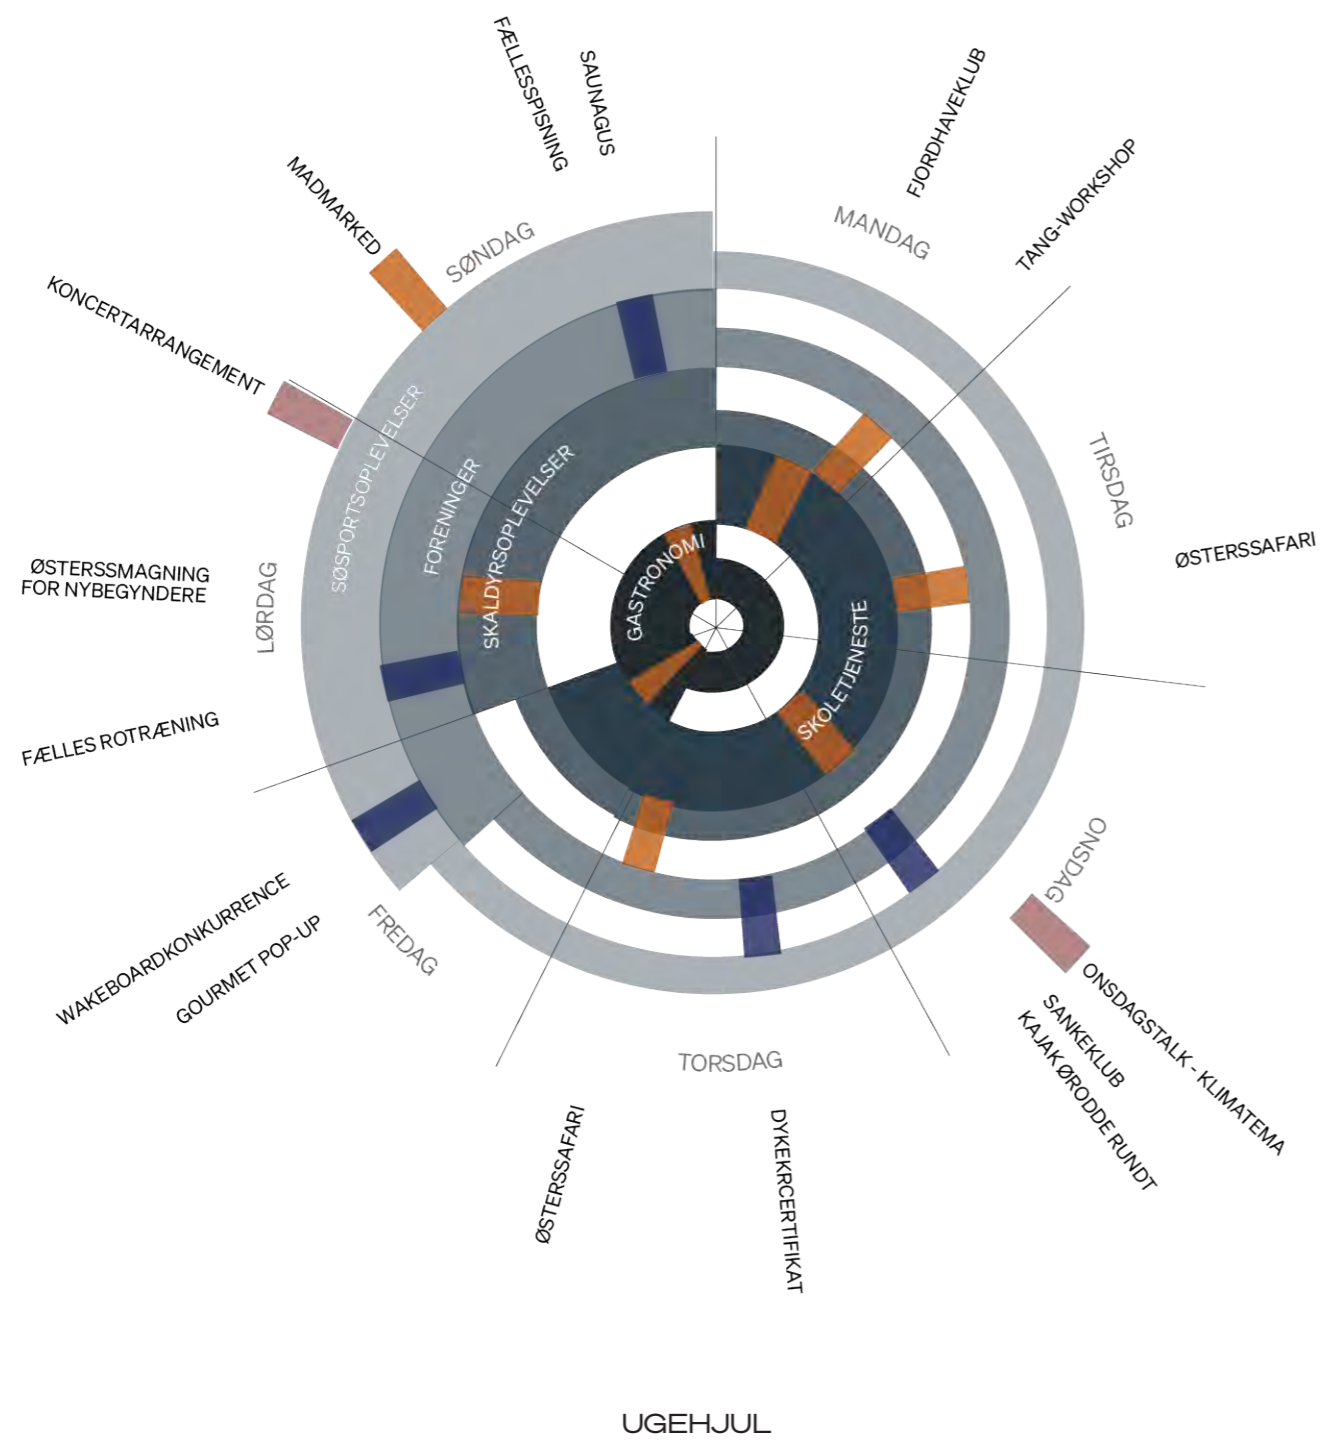 FÆLLESSPISNING
SAUNAGUS
FJORDHAVEKLUB
TANG-WORKSHOP
MADMARKED
KONCERTARRANGEMENT
SØNDAG
MANDAG
TIRSDAG
ØSTERSSAFARI
SØSPORTSOPLEVELSER
FORENINGER
SKALDYRSOPLEVELSER
GASTRONOMI
SKOLETJENESTE
ØSTERSSMAGNING
FOR NYBEGYNDERE
LØRDAG
FÆLLES ROTRÆNING
WAKEBOARDKONKURRENCE
GOURMET POP-UP
FREDAG
ONSDAG
ONSDAGSTALK - KLIMATEMA
SANKEKLUB
KAJAK ØRODDE RUNDT
TORSDAG
ØSTERSSAFARI
DYKEKRCERTIFIKAT
UGEHJUL